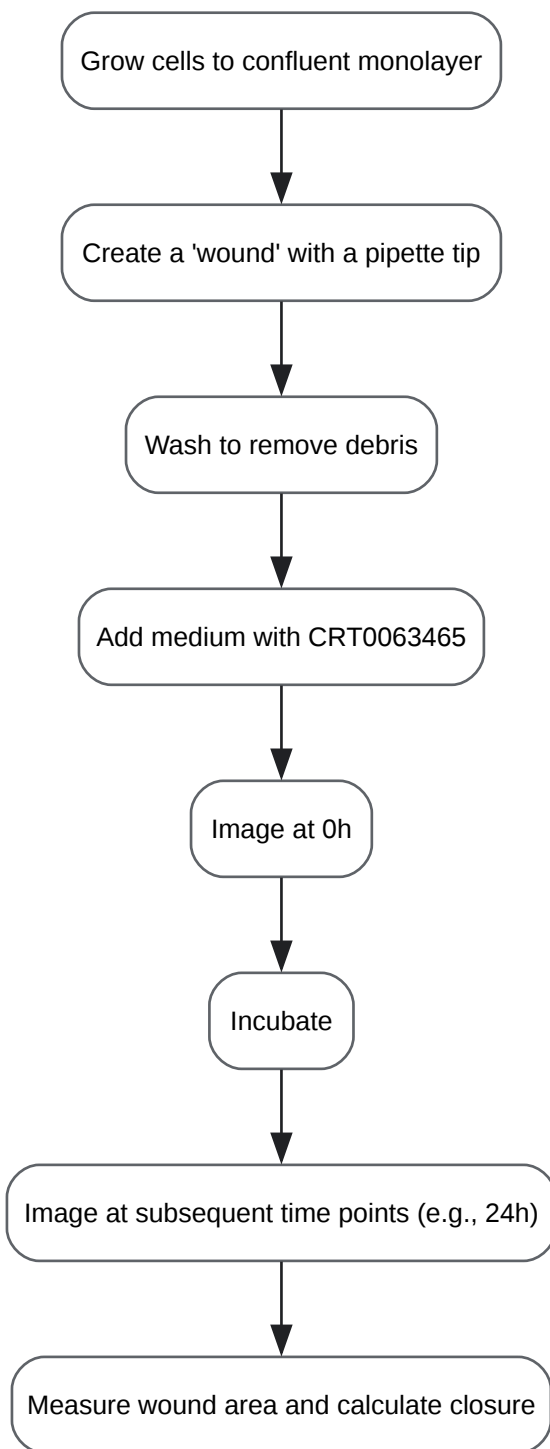 Grow cells to confluent monolayer
Create a 'wound' with a pipette tip
Wash to remove debris
Add medium with CRT0063465
Image at 0h
Incubate
Image at subsequent time points (e.g., 24h)
Measure wound area and calculate closure